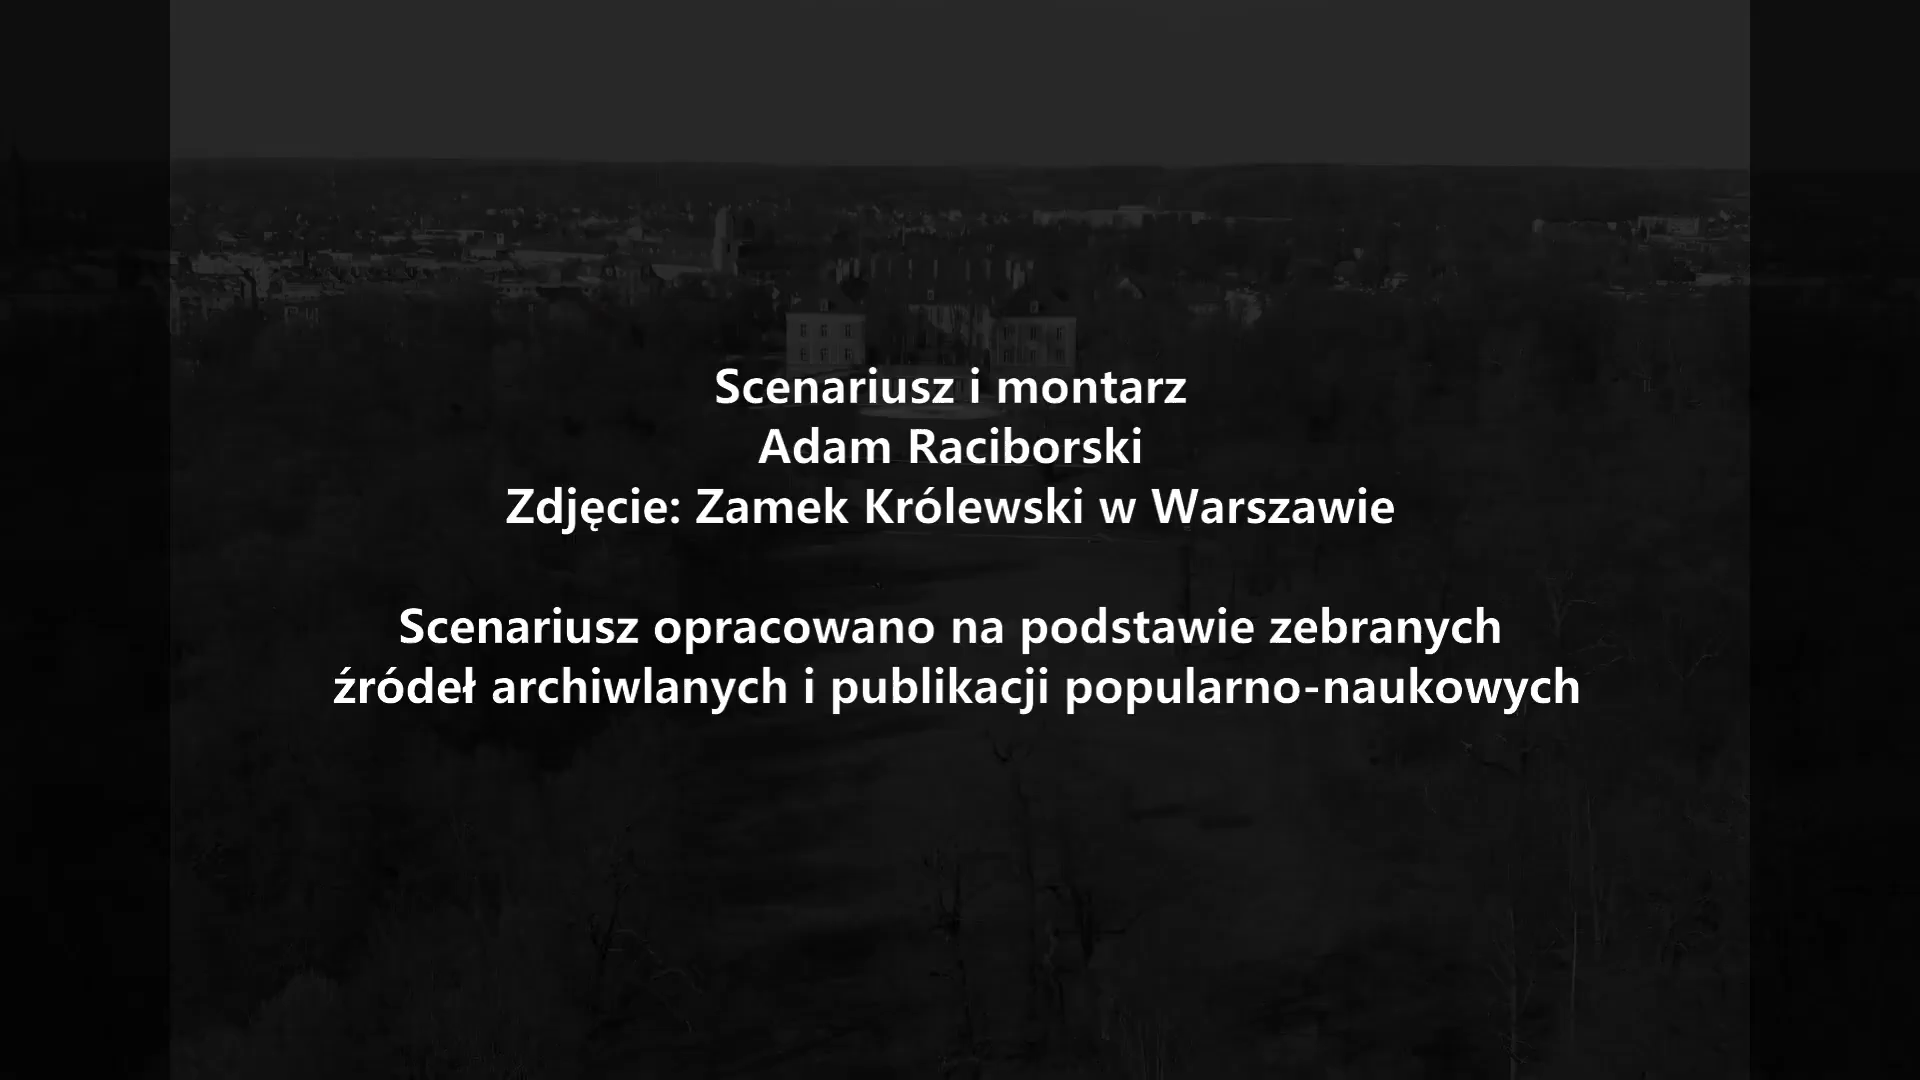 Scenariusz i montarz
Adam Raciborski
Zdjęcie: Zamek Królewski w Warszawie
Scenariusz opracowano na podstawie zebranych
źródeł archiwlanych i publikacji popularno-naukowych